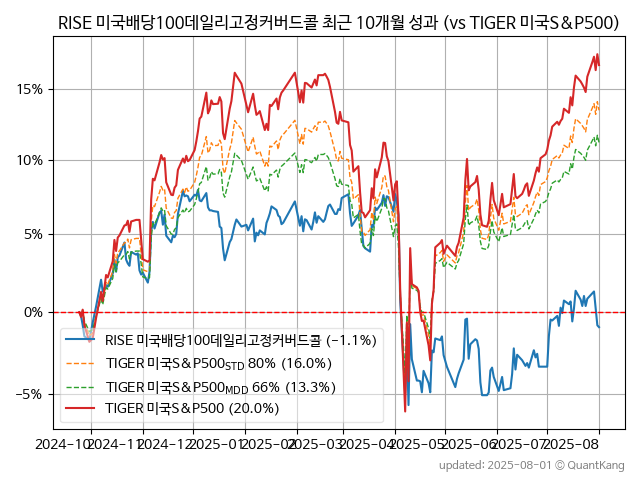 RISE 미국배당100데일리고정커버드콜 최근 10개월 성과 (vs TIGER 미국S&P500)
15%
10%
5%
0%
−5%
RISE 미국배당100데일리고정커버드콜 (−1.1%)
TIGER 미국S&P500STD 80% (16.0%)
TIGER 미국S&P500MDD 66% (13.3%)
TIGER 미국S&P500 (20.0%)
2024-10 2024-11 2024-12 2025-01 2025-02 2025-03 2025-04 2025-05 2025-06 2025-07 2025-08
updated: 2025-08-01 © QuantKang